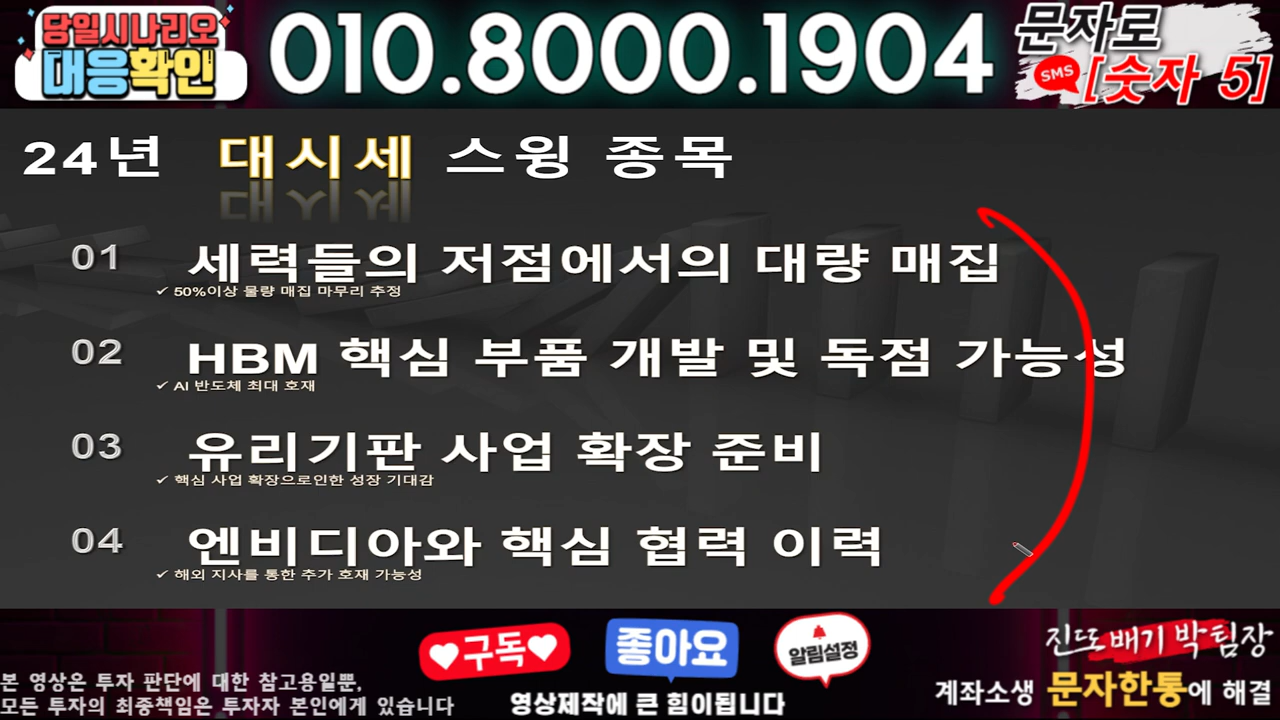 당일시나리오
대응확인
010.8000.1904
문자로
SMS [숫자 5]
24년 대시세 스윙 종목
01 세력들의 저점에서의 대량 매집
✓ 50%이상 물량 매집 마무리 추정
02 HBM 핵심 부품 개발 및 독점 가능성
✓ AI 반도체 최대 호재
03 유리기판 사업 확장 준비
✓ 핵심 사업 확장으로인한 성장 기대감
04 엔비디아와 핵심 협력 이력
✓ 해외 지사를 통한 추가 호재 가능성
본 영상은 투자 판단에 대한 참고용일뿐,
모든 투자의 최종책임은 투자자 본인에게 있습니다
구독
좋아요
알림설정
영상제작에 큰 힘이됩니다
진또배기 박팀장
계좌소생 문자한통에 해결